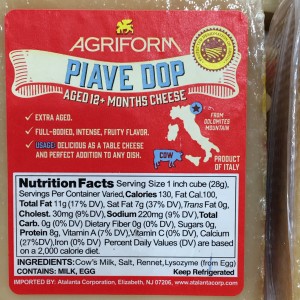 AGRIFORM
PIAVE DOP
AGED 12+ MONTHS CHEESE
✓ EXTRA AGED.
✓ FULL-BODIED, INTENSE, FRUITY FLAVOR.
✓ USAGE: DELICIOUS AS A TABLE CHEESE
AND PERFECT ADDITION TO ANY DISH.
FROM
DOLOMITES
MOUNTAIN
COW
PRODUCT
OF ITALY
Nutrition Facts Serving Size 1 inch cube (28g),
Servings Per Container Varied, Calories 130, Fat Cal.100,
Total Fat 11g (17% DV), Sat Fat 7g (37% DV), Trans Fat 0g,
Cholest. 30mg (9% DV), Sodium 220mg (9% DV), Total
Carb. 0g (0% DV) Dietary Fiber 0g (0% DV), Sugars 0g,
Protein 8g, Vitamin A (7% DV), Vitamin C (0% DV), Calcium
(27%DV), Iron (0% DV) Percent Daily Values (DV) are based
on a 2,000 calorie diet.
INGREDIENTS: Cow's Milk, Salt, Rennet, Lysozyme (from Egg)
CONTAINS: MILK, EGG Keep Refrigerated
IMPORTED BY: Atalanta Corporation, Elizabeth, NJ 07206 - www.atalantacorp.com